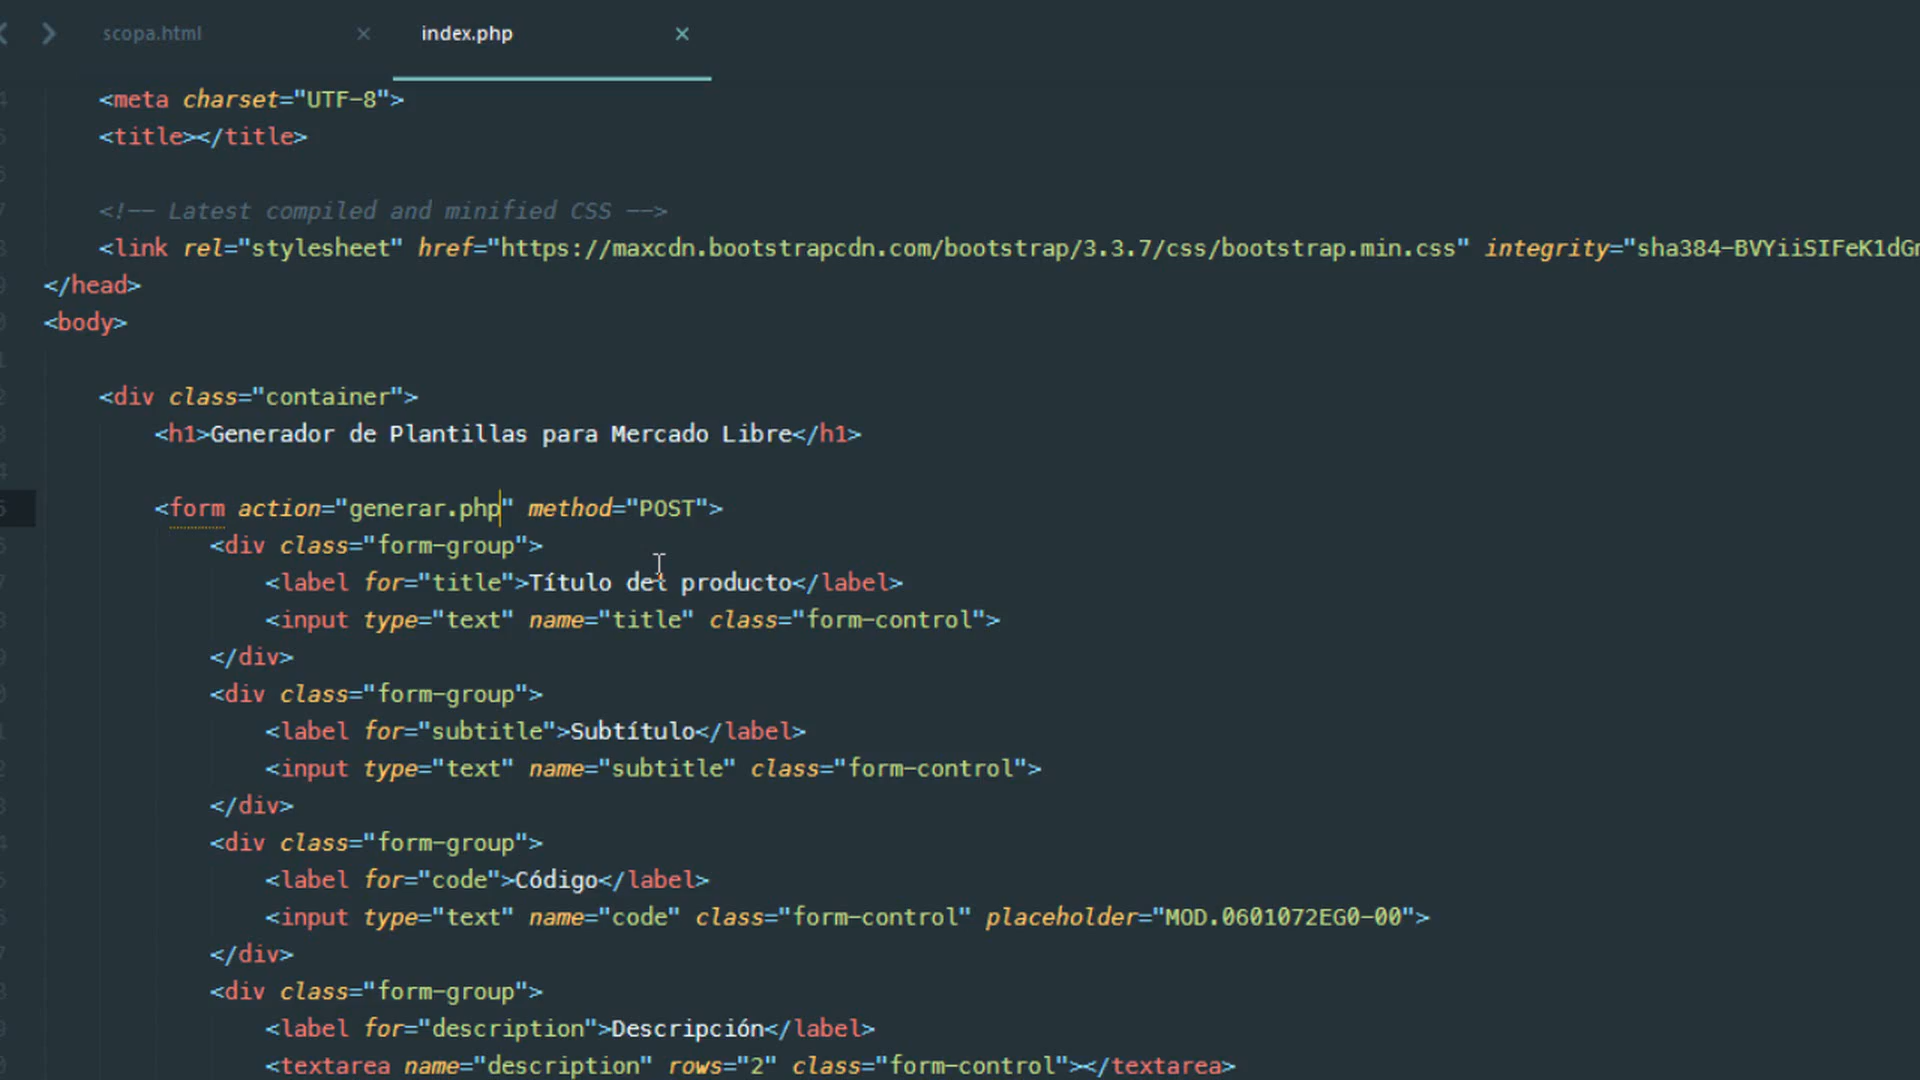 scopa.html × index.php ×
<meta charset="UTF-8">
<title></title>
<!-- Latest compiled and minified CSS -->
<link rel="stylesheet" href="https://maxcdn.bootstrapcdn.com/bootstrap/3.3.7/css/bootstrap.min.css" integrity="sha384-BVYiiSIFeK1dGm
</head>
<body>
<div class="container">
<h1>Generador de Plantillas para Mercado Libre</h1>
<form action="generar.php" method="POST">
<div class="form-group">
<label for="title">Título del producto</label>
<input type="text" name="title" class="form-control">
</div>
<div class="form-group">
<label for="subtitle">Subtítulo</label>
<input type="text" name="subtitle" class="form-control">
</div>
<div class="form-group">
<label for="code">Código</label>
<input type="text" name="code" class="form-control" placeholder="MOD.0601072EG0-00">
</div>
<div class="form-group">
<label for="description">Descripción</label>
<textarea name="description" rows="2" class="form-control"></textarea>